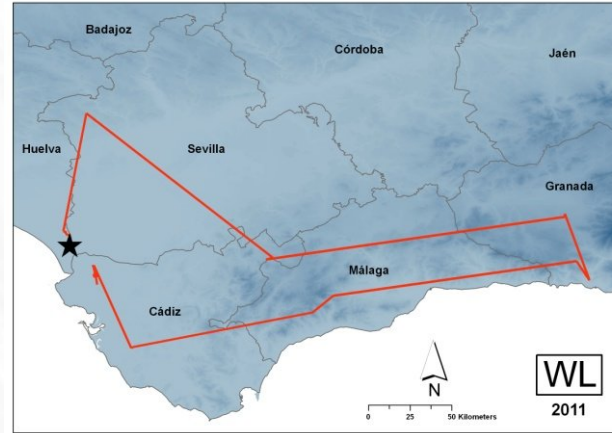 Badajoz
Córdoba
Jaén
Huelva
Sevilla
Granada
Málaga
Cádiz
N
0 25 50 Kilometers
WL
2011